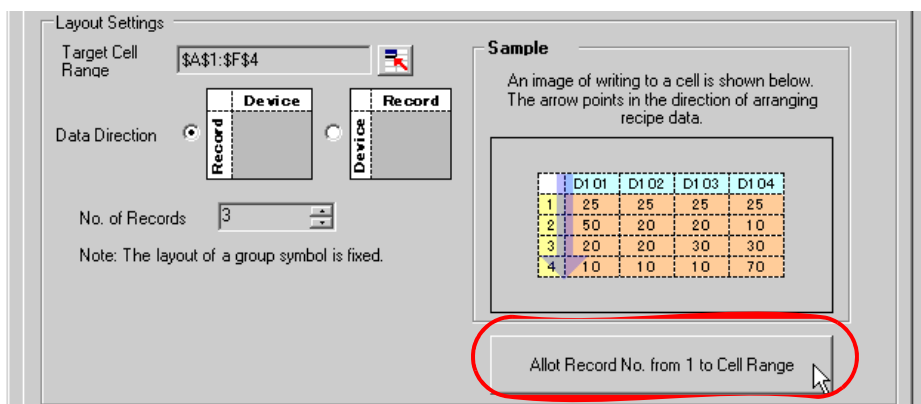 Layout Settings
Target Cell
Range
$A$1:$F$4
Data Direction
Device
Record
Record
Device
No. of Records
3
Note: The layout of a group symbol is fixed.
Sample
An image of writing to a cell is shown below.
The arrow points in the direction of arranging
recipe data.
D101 D102 D103 D104
1 25 25 25 25
2 50 20 20 10
3 20 20 30 30
4 10 10 10 70
Allot Record No. from 1 to Cell Range